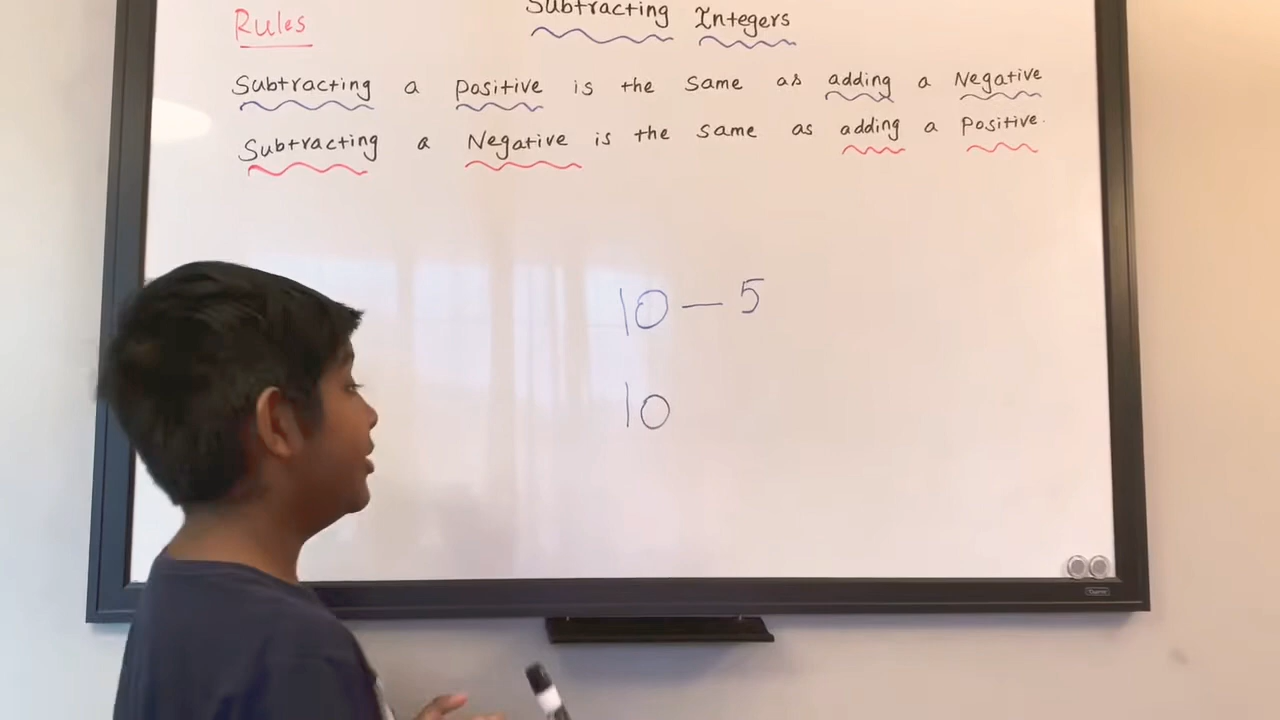 Rules
Subtracting Integers
Subtracting a positive is the same as adding a Negative
Subtracting a Negative is the same as adding a Positive.
10 - 5
10